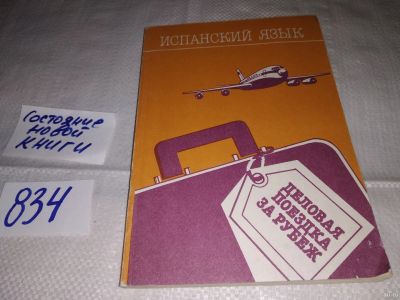 ИСПАНСКИЙ ЯЗЫК
Состояние
новой
книги
834
ДЕЛОВАЯ
ПОЕЗДКА
ЗА РУБЕЖ